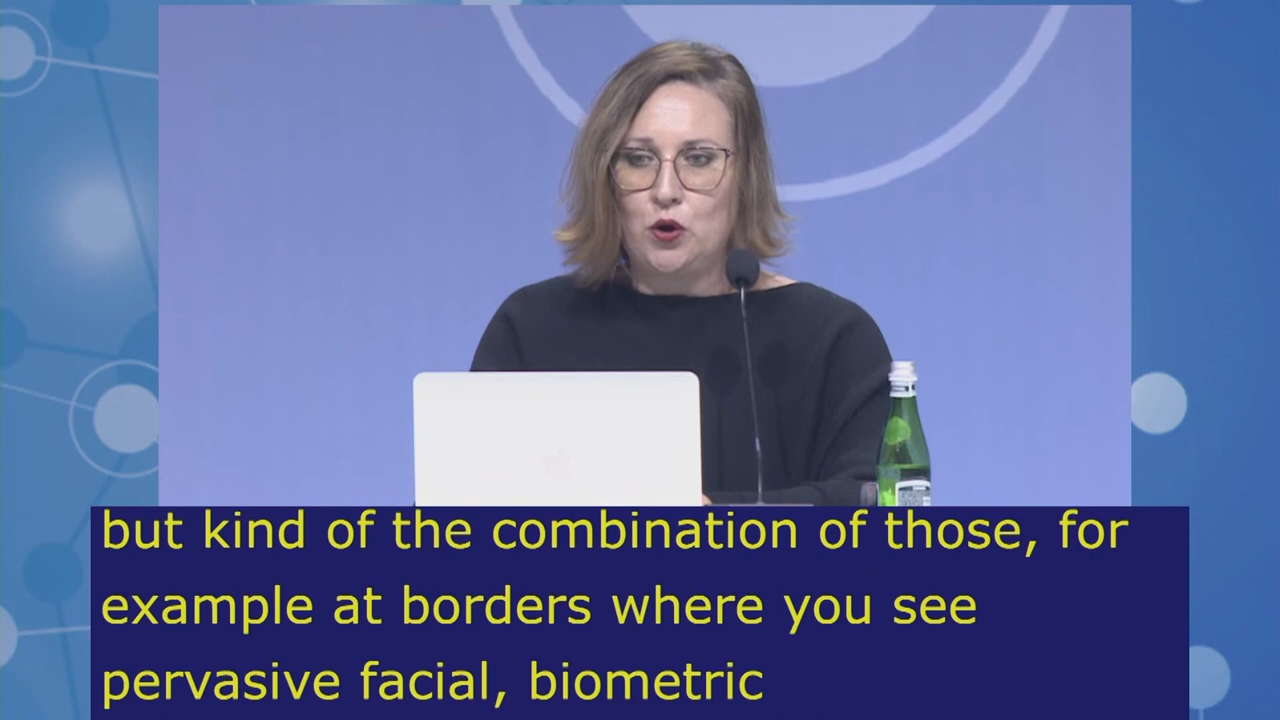 but kind of the combination of those, for
example at borders where you see
pervasive facial, biometric